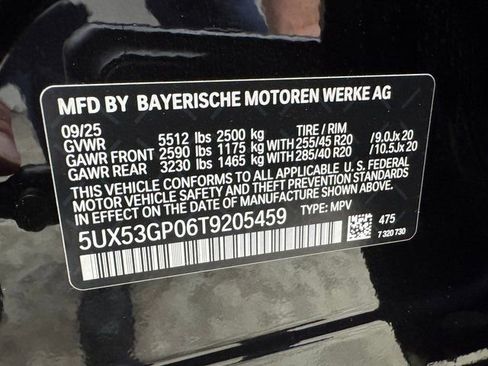 MFD BY BAYERISCHE MOTOREN WERKE AG
09/25
GVWR 5512 lbs 2500 kg TIRE / RIM
GAWR FRONT 2590 lbs 1175 kg 255/45 R20 /9.0Jx20
GAWR REAR 3230 lbs 1465 kg 285/40 R20 /10.5Jx20
THIS VEHICLE CONFORMS TO ALL APPLICABLE U.S. FEDERAL
MOTOR VEHICLE SAFETY AND THEFT PREVENTION STANDARDS
IN EFFECT ON THE DATE OF MANUFACTURE SHOWN ABOVE.
5UX53GP06T9205459 TYPE: MPV
475
7 320 730